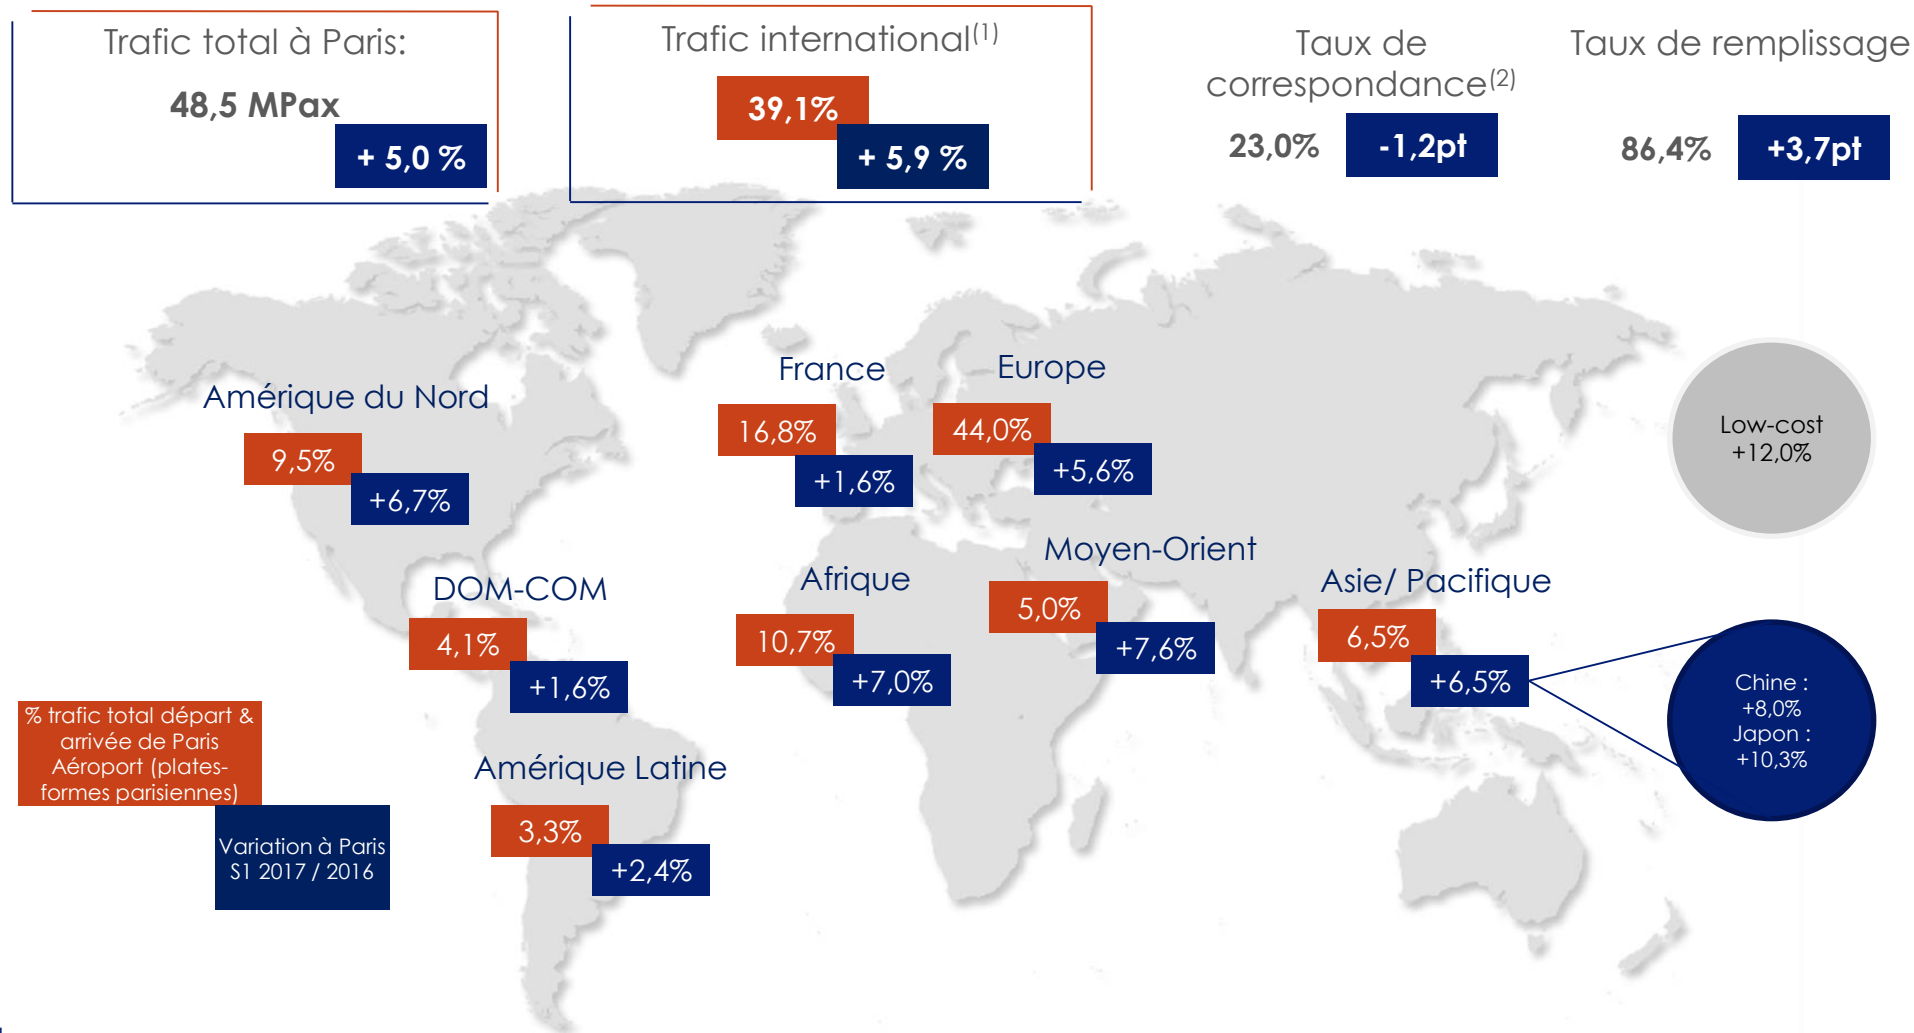 Trafic total à Paris:
48,5 MPax
+ 5,0 %
Trafic international(1)
39,1%
+ 5,9 %
Taux de
correspondance(2)
23,0%
-1,2pt
Taux de remplissage
86,4%
+3,7pt
Amérique du Nord
9,5%
+6,7%
France
16,8%
+1,6%
Europe
44,0%
+5,6%
Low-cost
+12,0%
DOM-COM
4,1%
+1,6%
Afrique
10,7%
+7,0%
Moyen-Orient
5,0%
+7,6%
Asie/ Pacifique
6,5%
+6,5%
Chine :
+8,0%
Japon :
+10,3%
Amérique Latine
3,3%
+2,4%
% trafic total départ &
arrivée de Paris
Aéroport (plates-
formes parisiennes)
Variation à Paris
S1 2017 / 2016